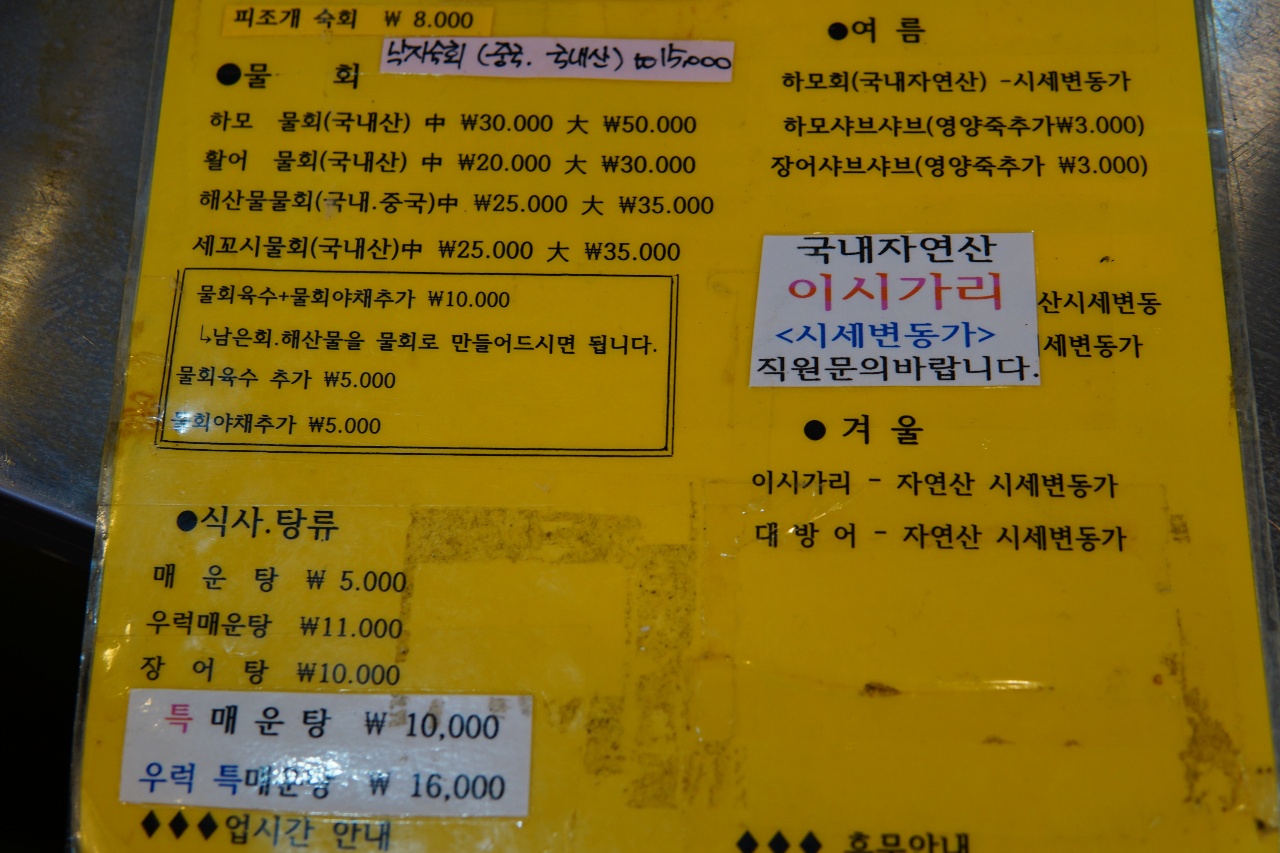 피조개 숙회 ₩ 8.000
낙지숙회 (중국. 국내산) ₩15,000
●물 회
하모 물회(국내산) 中 ₩30.000 大 ₩50.000
활어 물회(국내산) 中 ₩20.000 大 ₩30.000
해산물물회(국내.중국)中 ₩25.000 大 ₩35.000
세꼬시물회(국내산)中 ₩25.000 大 ₩35.000
물회육수+물회야채추가 ₩10.000
↳남은회.해산물을 물회로 만들어드시면 됩니다.
물회육수 추가 ₩5.000
물회야채추가 ₩5.000
●식사.탕류
매 운 탕 ₩ 5.000
우럭매운탕 ₩11.000
장 어 탕 ₩10.000
특 매 운 탕 ₩ 10,000
우럭 특매운탕 ₩ 16,000
♦♦♦업시간 안내
●여 름
하모회(국내자연산) -시세변동가
하모샤브샤브(영양죽추가₩3.000)
장어샤브샤브(영양죽추가 ₩3.000)
국내자연산
이시가리
<시세변동가>
직원문의바랍니다.
산시세변동
세변동가
● 겨 울
이시가리 - 자연산 시세변동가
대 방 어 - 자연산 시세변동가
♦♦♦ 휴무안내